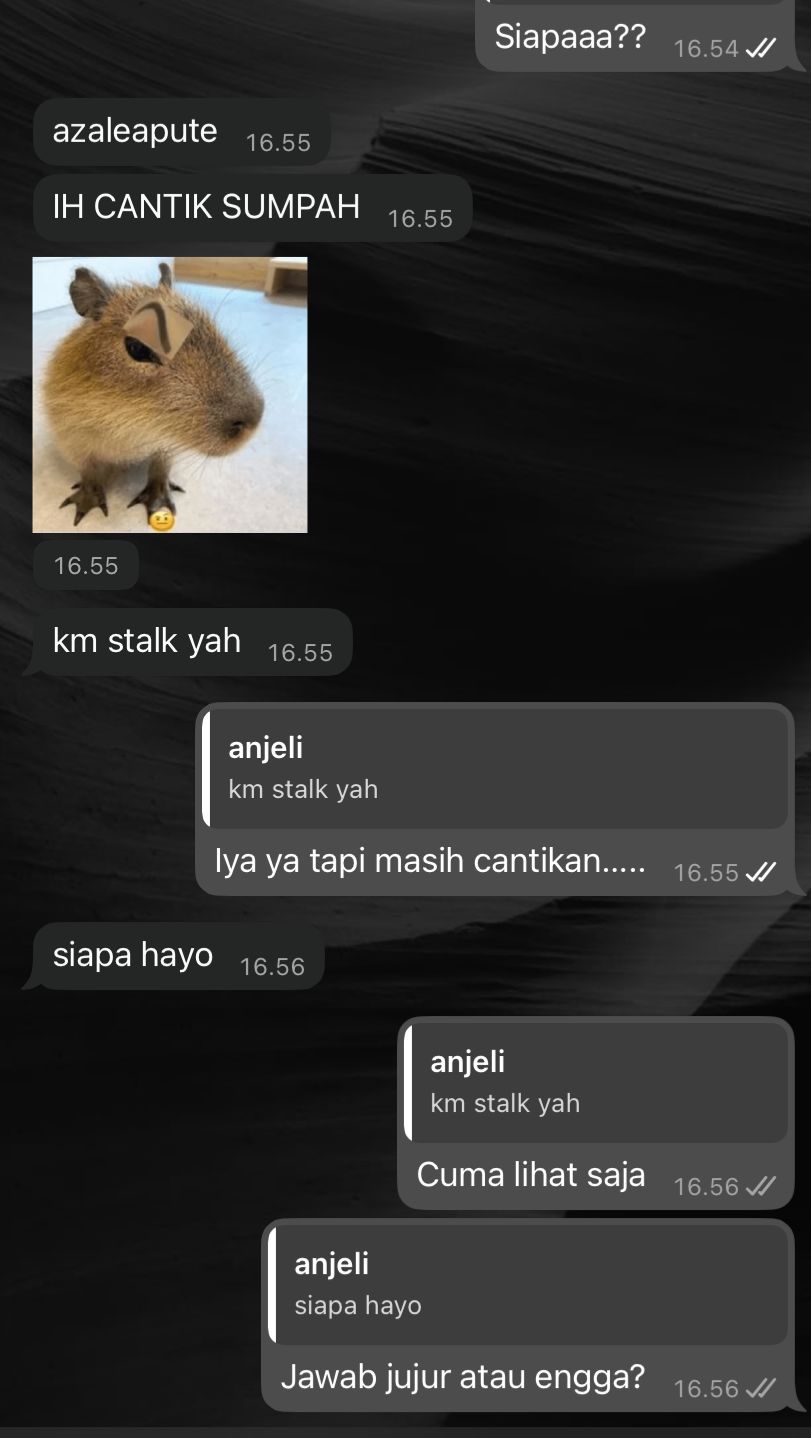 Siapaaa?? 16.54
azaleapute 16.55
IH CANTIK SUMPAH 16.55
16.55
km stalk yah 16.55
anjeli
km stalk yah
Iya ya tapi masih cantikan..... 16.55
siapa hayo 16.56
anjeli
km stalk yah
Cuma lihat saja 16.56
anjeli
siapa hayo
Jawab jujur atau engga? 16.56